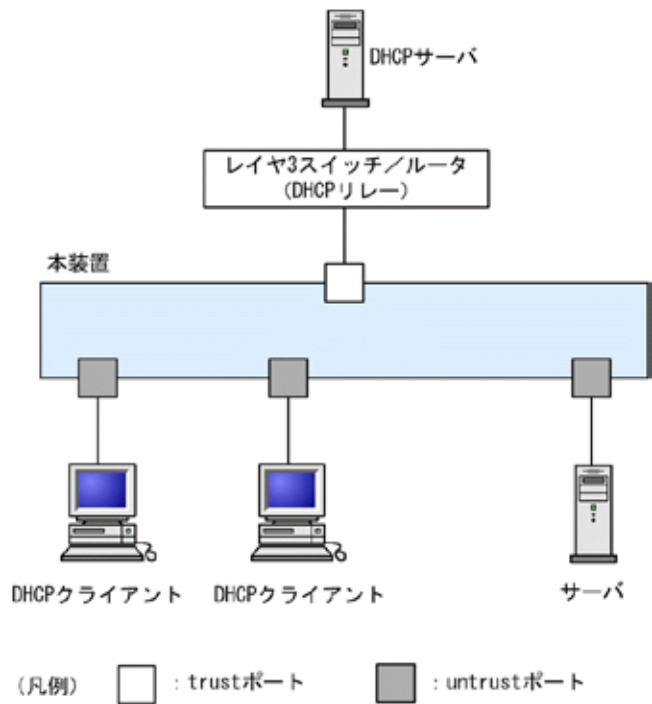 DHCPサーバ
レイヤ3スイッチ／ルータ
(DHCPリレー)
本装置
DHCPクライアント
DHCPクライアント
サーバ
(凡例)
：trustポート
：untrustポート